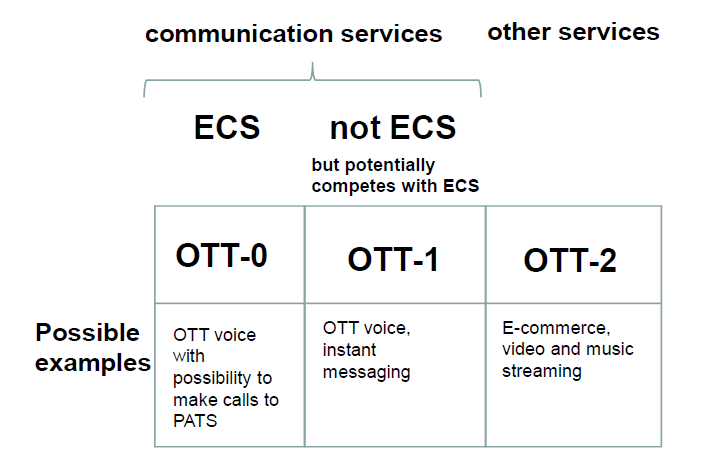 communication services
other services
ECS
not ECS
but potentially
competes with ECS
OTT-0
OTT-1
OTT-2
Possible
examples
OTT voice
with
possibility to
make calls to
PATS
OTT voice,
instant
messaging
E-commerce,
video and music
streaming